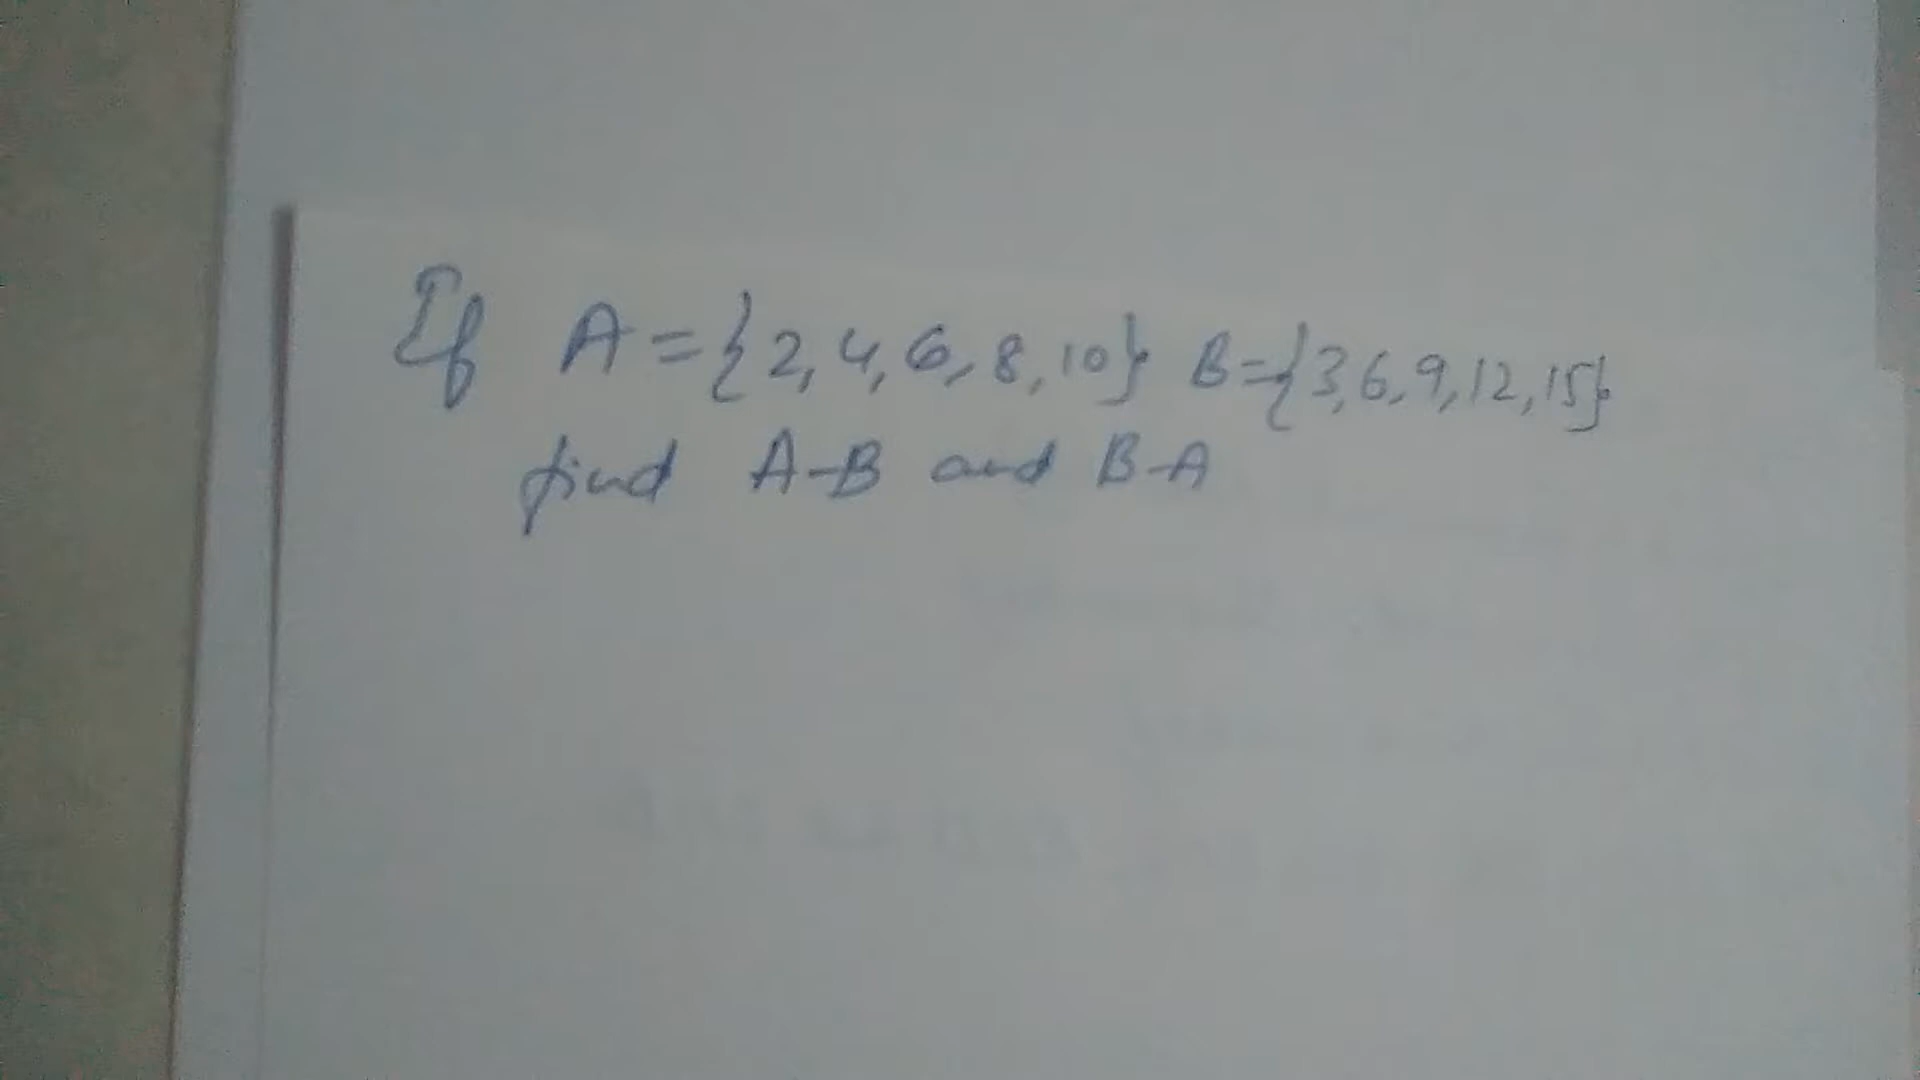 If A={2,4,6,8,10} B={3,6,9,12,15}
find A-B and B-A